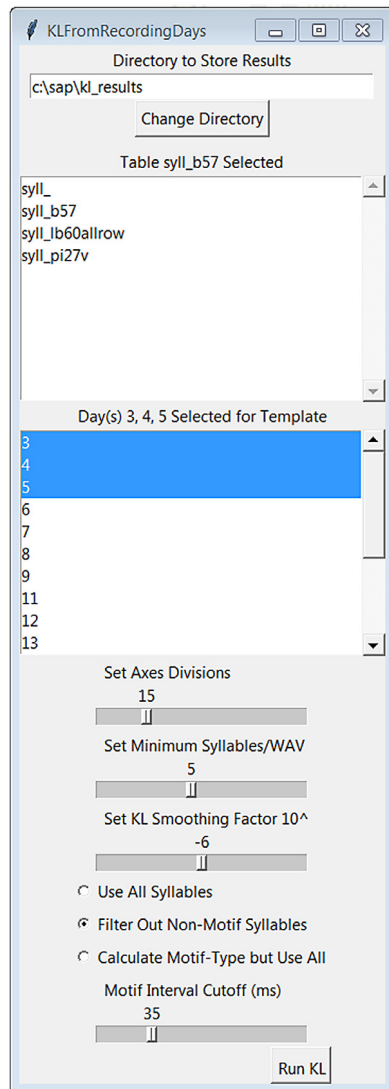 KLFromRecordingDays
Directory to Store Results
c:\sap\kl_results
Change Directory
Table syll_b57 Selected
syll_
syll_b57
syll_lb60allrow
syll_pi27v
Day(s) 3, 4, 5 Selected for Template
3
4
5
6
7
8
9
11
12
13
Set Axes Divisions
15
Set Minimum Syllables/WAV
5
Set KL Smoothing Factor 10^
-6
Use All Syllables
Filter Out Non-Motif Syllables
Calculate Motif-Type but Use All
Motif Interval Cutoff (ms)
35
Run KL